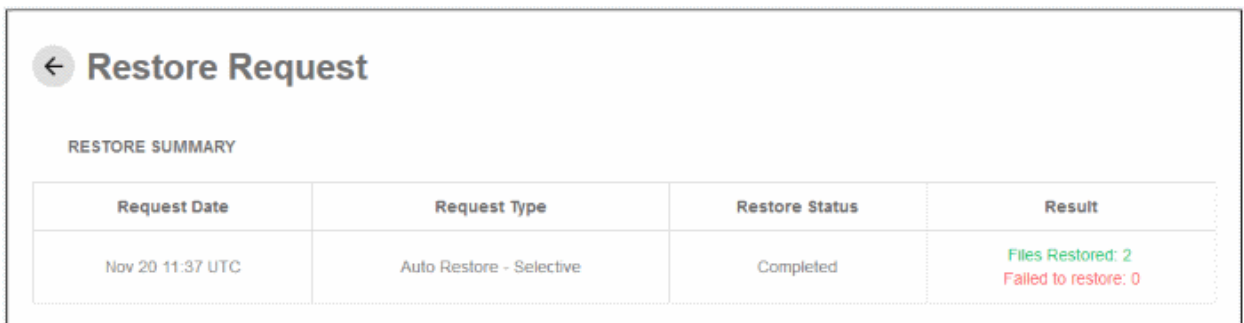 Restore Request
RESTORE SUMMARY
Request Date Request Type Restore Status Result
Nov 20 11:37 UTC Auto Restore - Selective Completed Files Restored: 2
Failed to restore: 0